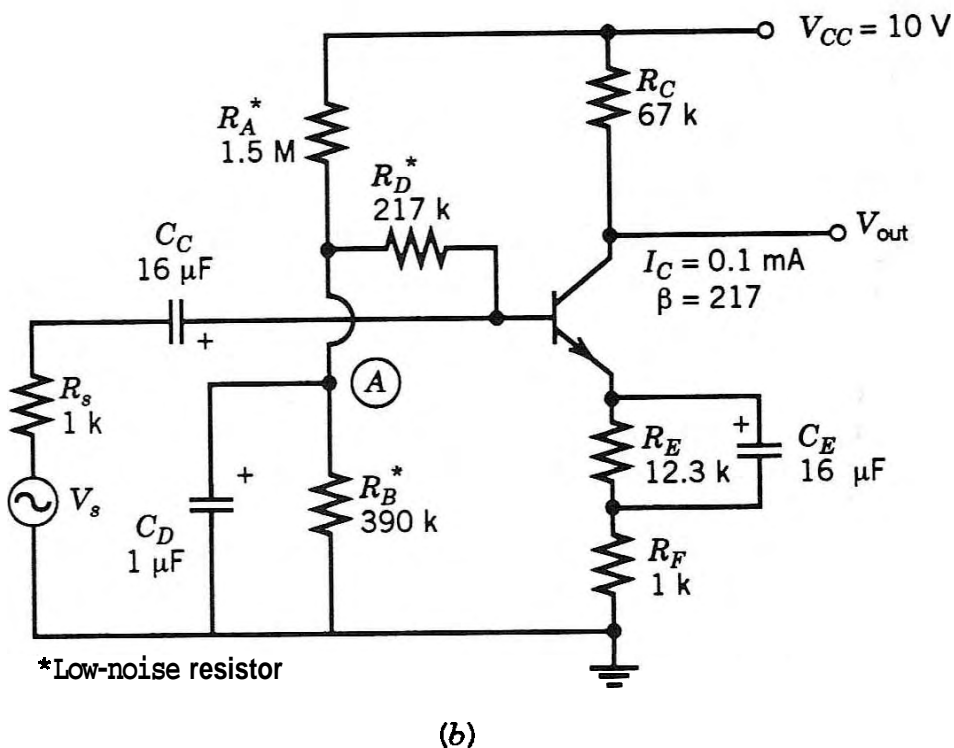 V_CC = 10 V
R_C
67 k
R_A*
1.5 M
R_D*
217 k
C_C
16 μF
+
V_out
I_C = 0.1 mA
β = 217
A
R_s
1 k
V_s
+
C_D
1 μF
R_B*
390 k
R_E
12.3 k
+
C_E
16 μF
R_F
1 k
*Low-noise resistor
(b)